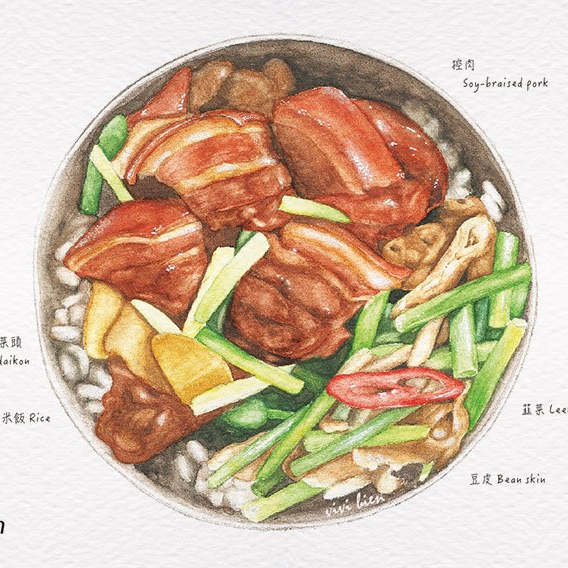 控肉
Soy-braised pork
菜頭
daikon
米飯 Rice
韮菜 Lee
豆皮 Bean skin
vivi bien